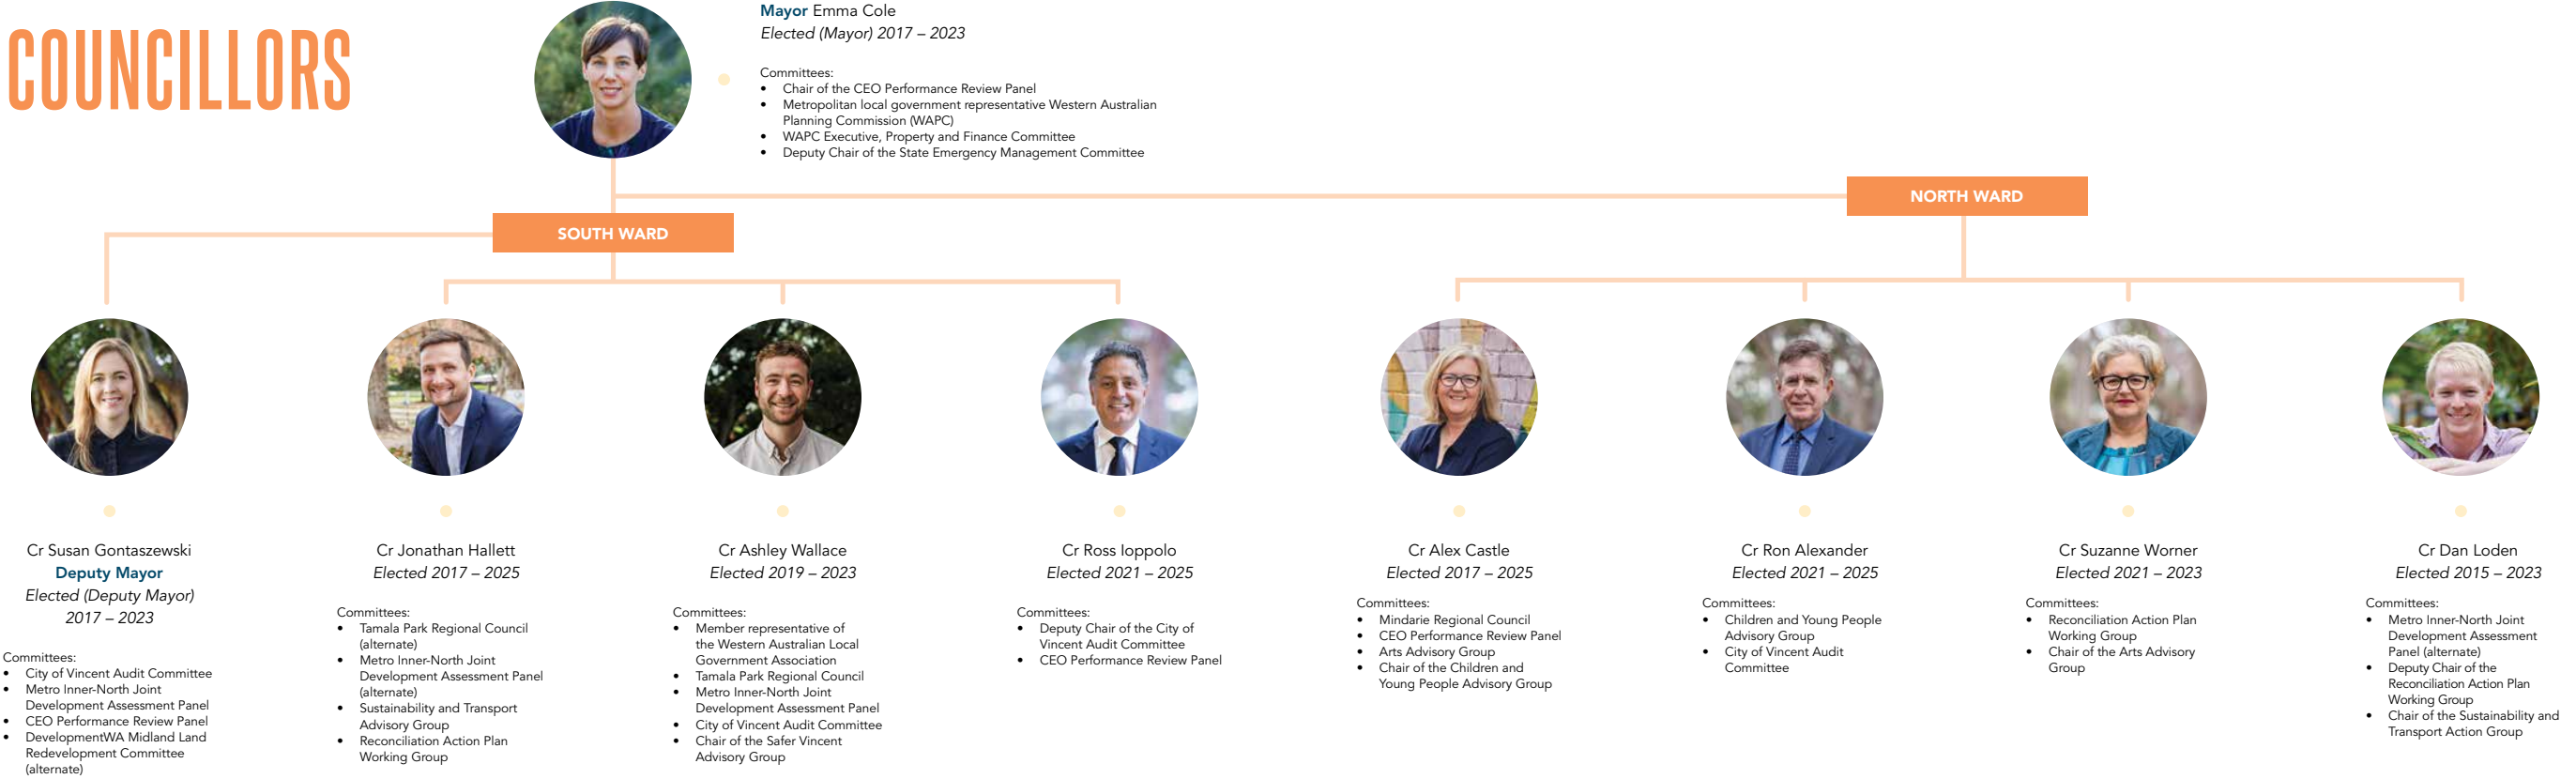 COUNCILLORS
Mayor Emma Cole
Elected (Mayor) 2017 – 2023
Committees:
• Chair of the CEO Performance Review Panel
• Metropolitan local government representative Western Australian
Planning Commission (WAPC)
• WAPC Executive, Property and Finance Committee
• Deputy Chair of the State Emergency Management Committee
NORTH WARD
SOUTH WARD
Cr Susan Gontaszewski
Deputy Mayor
Elected (Deputy Mayor)
2017 – 2023
Committees:
• City of Vincent Audit Committee
• Metro Inner-North Joint
Development Assessment Panel
• CEO Performance Review Panel
• DevelopmentWA Midland Land
Redevelopment Committee
(alternate)
Cr Jonathan Hallett
Elected 2017 – 2025
Committees:
• Tamala Park Regional Council
(alternate)
• Metro Inner-North Joint
Development Assessment Panel
(alternate)
• Sustainability and Transport
Advisory Group
• Reconciliation Action Plan
Working Group
Cr Ashley Wallace
Elected 2019 – 2023
Committees:
• Member representative of
the Western Australian Local
Government Association
• Tamala Park Regional Council
• Metro Inner-North Joint
Development Assessment Panel
• City of Vincent Audit Committee
• Chair of the Safer Vincent
Advisory Group
Cr Ross Ioppolo
Elected 2021 – 2025
Committees:
• Deputy Chair of the City of
Vincent Audit Committee
• CEO Performance Review Panel
Cr Alex Castle
Elected 2017 – 2025
Committees:
• Mindarie Regional Council
• CEO Performance Review Panel
• Arts Advisory Group
• Chair of the Children and
Young People Advisory Group
Cr Ron Alexander
Elected 2021 – 2025
Committees:
• Children and Young People
Advisory Group
• City of Vincent Audit
Committee
Cr Suzanne Worner
Elected 2021 – 2023
Committees:
• Reconciliation Action Plan
Working Group
• Chair of the Arts Advisory
Group
Cr Dan Loden
Elected 2015 – 2023
Committees:
• Metro Inner-North Joint
Development Assessment
Panel (alternate)
• Deputy Chair of the
Reconciliation Action Plan
Working Group
• Chair of the Sustainability and
Transport Action Group